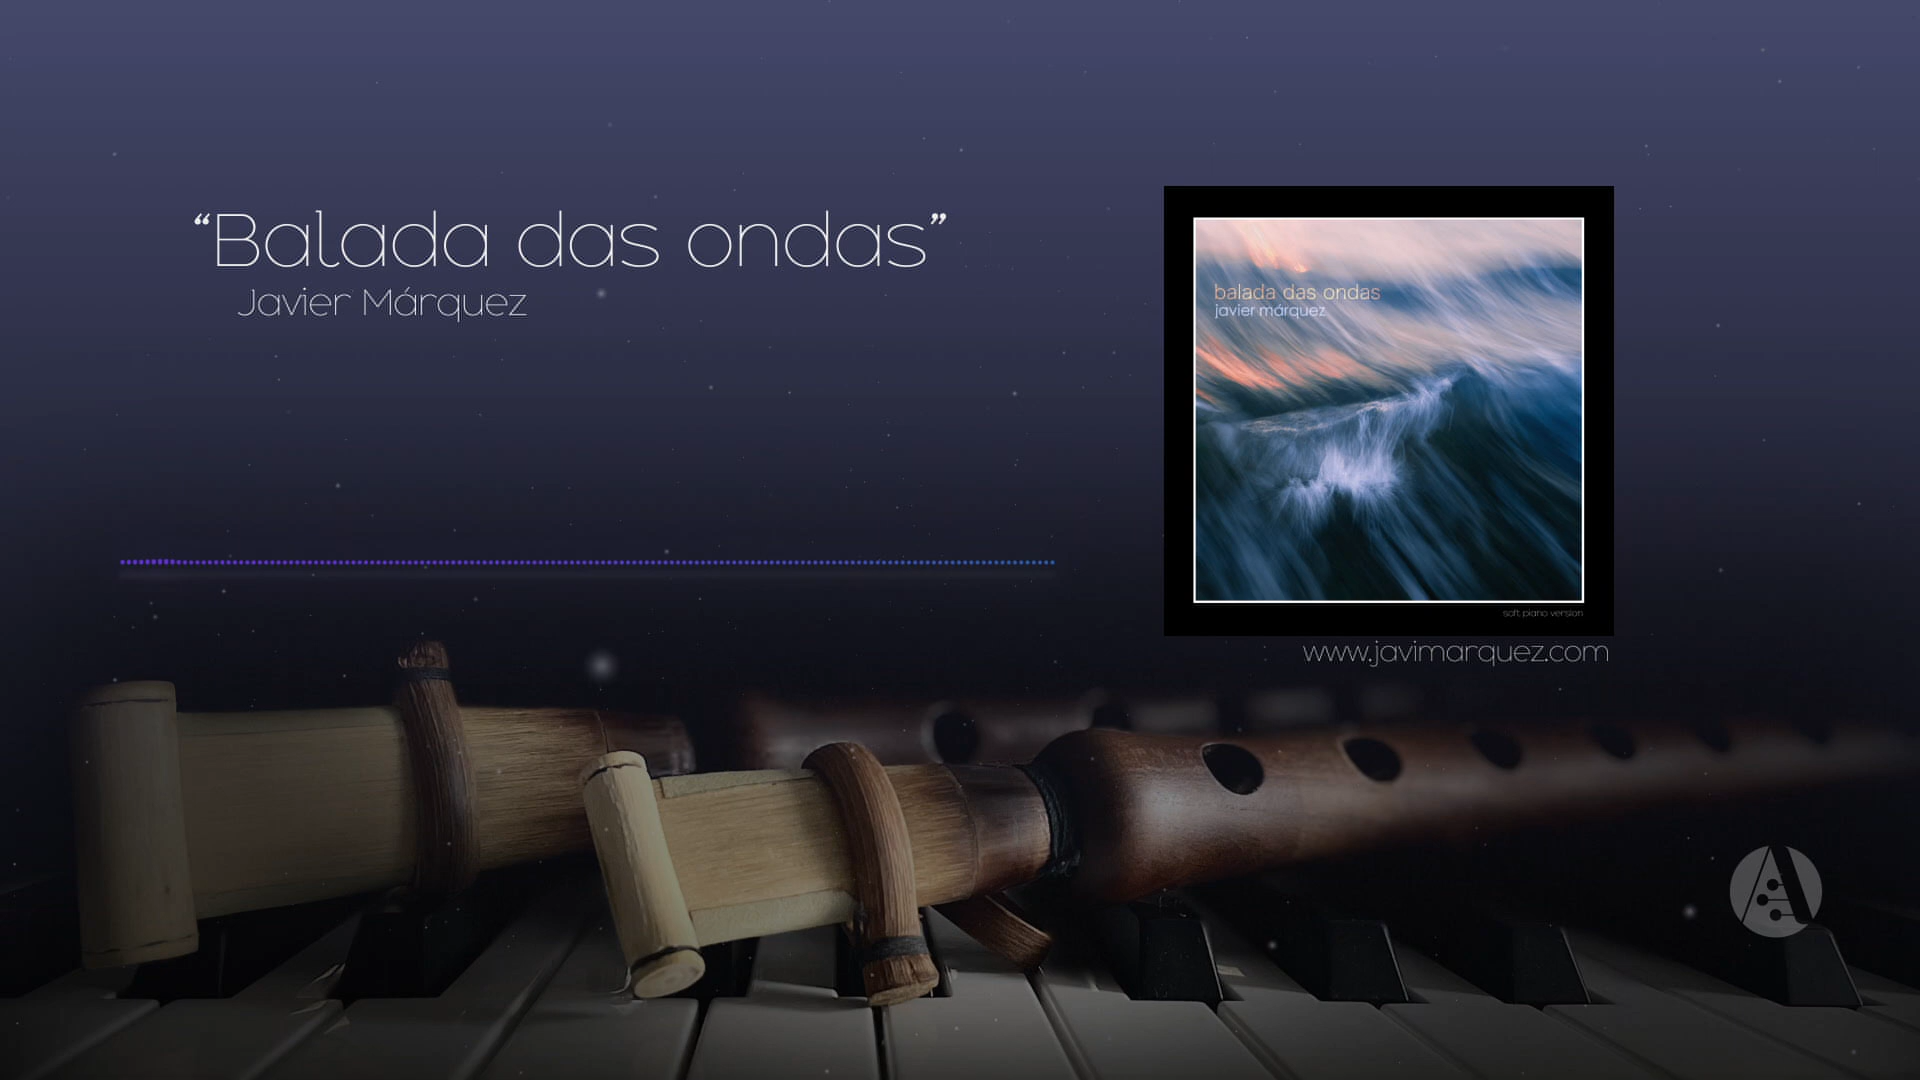 “Balada das ondas”
Javier Márquez
balada das ondas
javier márquez
soft piano version
www.javimarquez.com